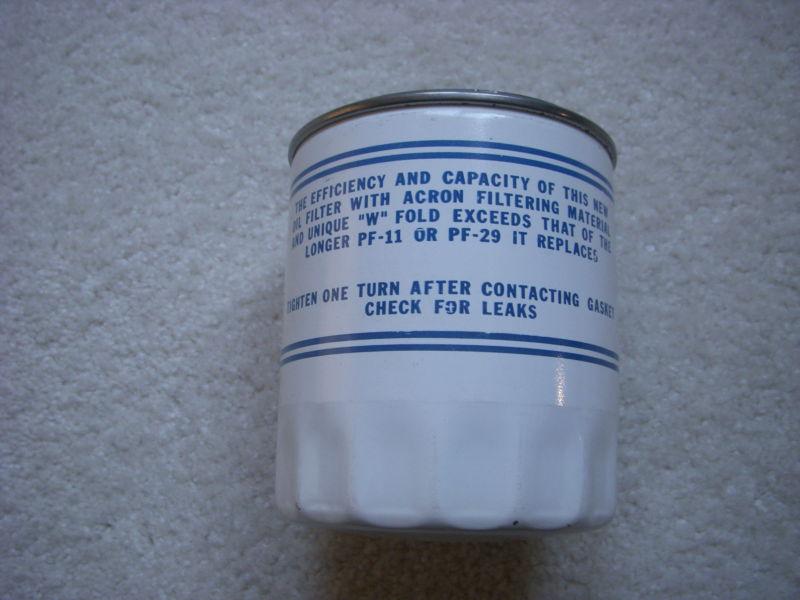 THE EFFICIENCY AND CAPACITY OF THIS NEW
OIL FILTER WITH ACRON FILTERING MATERIAL
AND UNIQUE "W" FOLD EXCEEDS THAT OF THE
LONGER PF-11 OR PF-29 IT REPLACES
TIGHTEN ONE TURN AFTER CONTACTING GASKET
CHECK FOR LEAKS